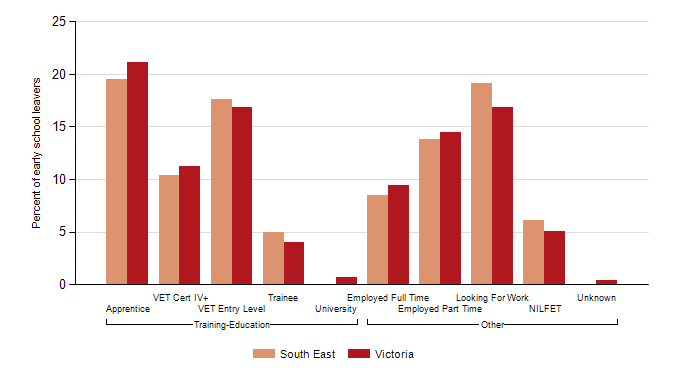 25
20
15
10
5
0
Percent of early school leavers
VET Cert IV+ Trainee Employed Full Time Looking For Work Unknown
Apprentice VET Entry Level University Employed Part Time NILFET
Training-Education Other
South East Victoria